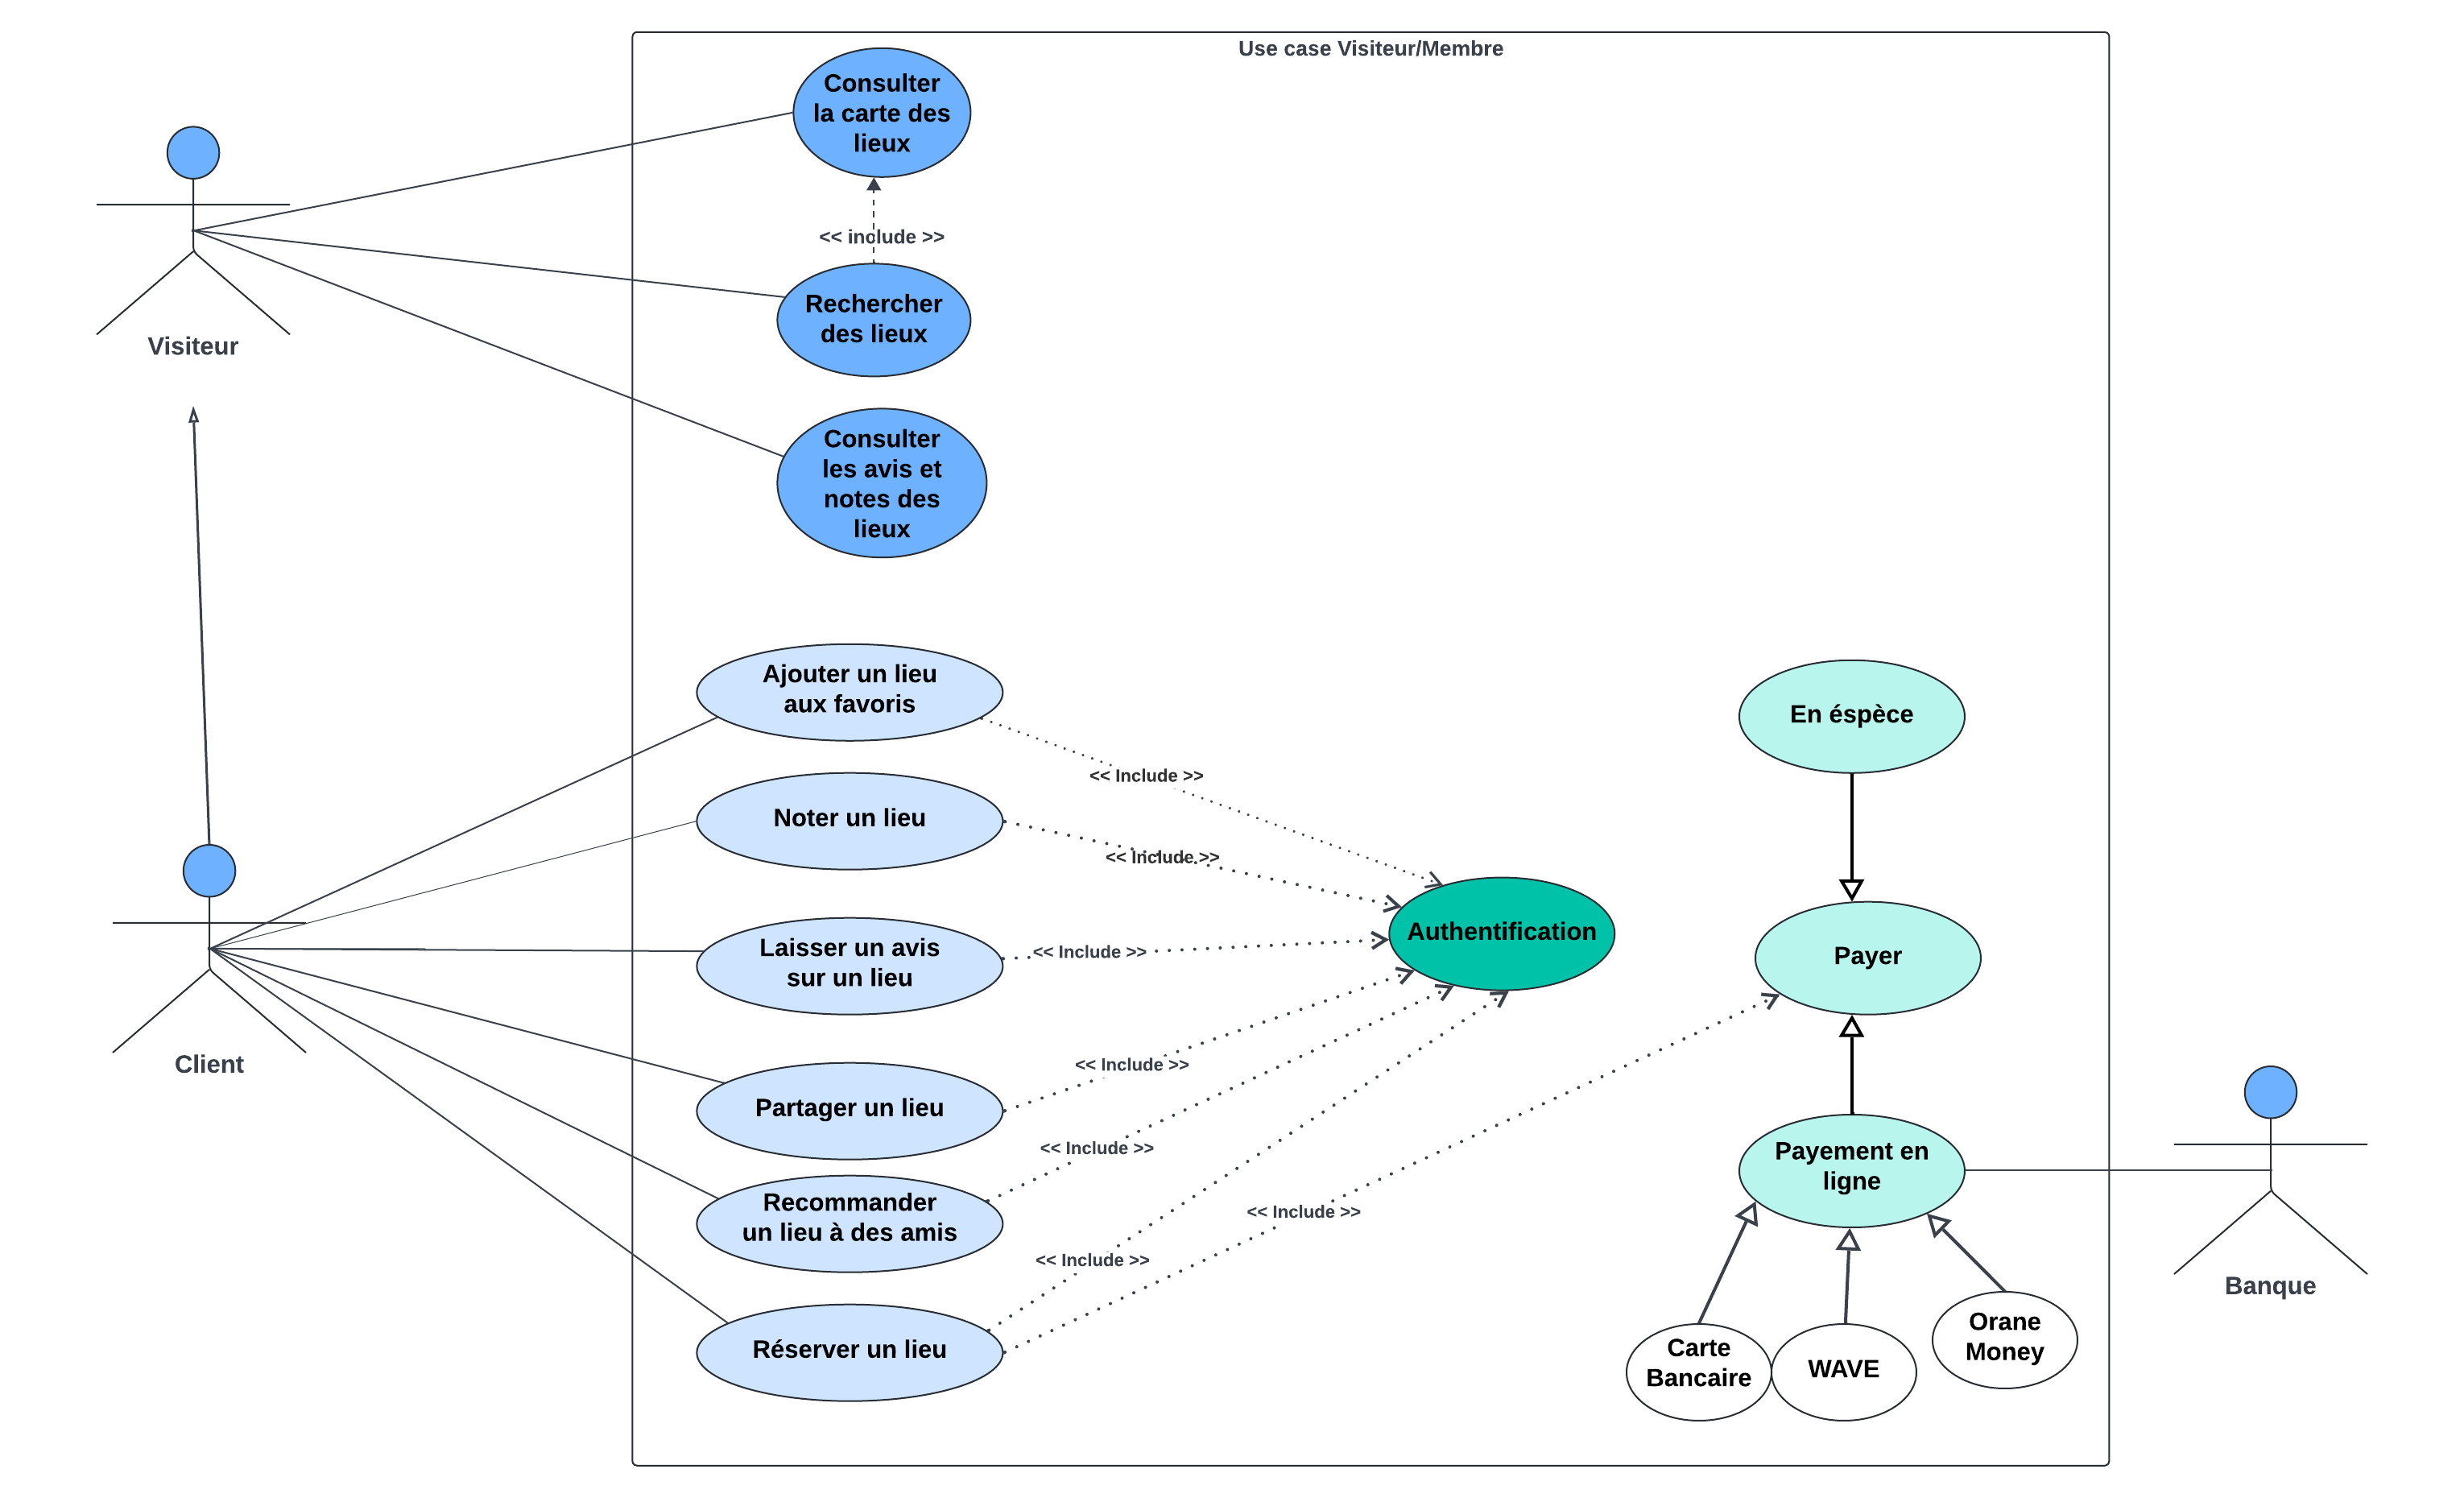 Use case Visiteur/Membre
Consulter
la carte des
lieux
<< include >>
Rechercher
des lieux
Visiteur
Consulter
les avis et
notes des
lieux
Ajouter un lieu
aux favoris
En éspèce
<< Include >>
Noter un lieu
<< Include >>
Authentification
Laisser un avis
sur un lieu
<< Include >>
Payer
Client
<< Include >>
Partager un lieu
<< Include >>
Payement en
ligne
Recommander
un lieu à des amis
<< Include >>
<< Include >>
Banque
Réserver un lieu
Carte
Bancaire
WAVE
Orane
Money